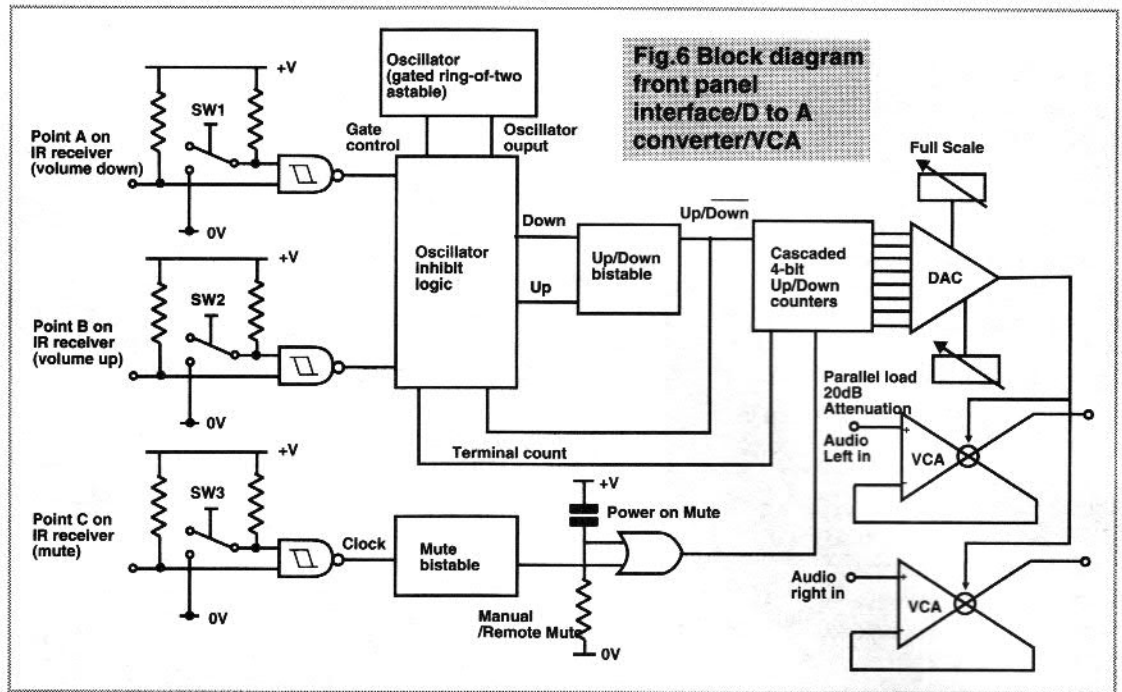 Fig.6 Block diagram
front panel
interface/D to A
converter/VCA
Oscillator
(gated ring-of-two
astable)
+V
SW1
Point A on
IR receiver
(volume down)
0V
Gate
control
Oscillator
ouput
Full Scale
+V
SW2
Point B on
IR receiver
(volume up)
0V
Oscillator
inhibit
logic
Down
Up
Up/Down
bistable
Up/Down
Cascaded
4-bit
Up/Down
counters
DAC
Terminal count
Parallel load
20dB
Attenuation
Audio
Left in
+
-
VCA
+V
SW3
Point C on
IR receiver
(mute)
0V
Clock
Mute
bistable
+V
Power on Mute
Manual
/Remote Mute
0V
Audio
right in
+
-
VCA